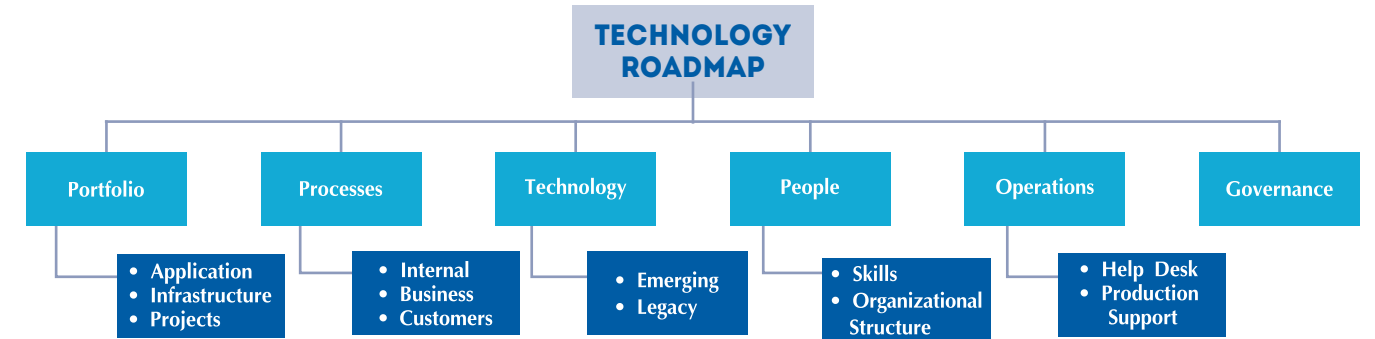 TECHNOLOGY
ROADMAP
Portfolio
Processes
Technology
People
Operations
Governance
• Application
• Infrastructure
• Projects
• Internal
• Business
• Customers
• Emerging
• Legacy
• Skills
• Organizational
Structure
• Help Desk
• Production
Support